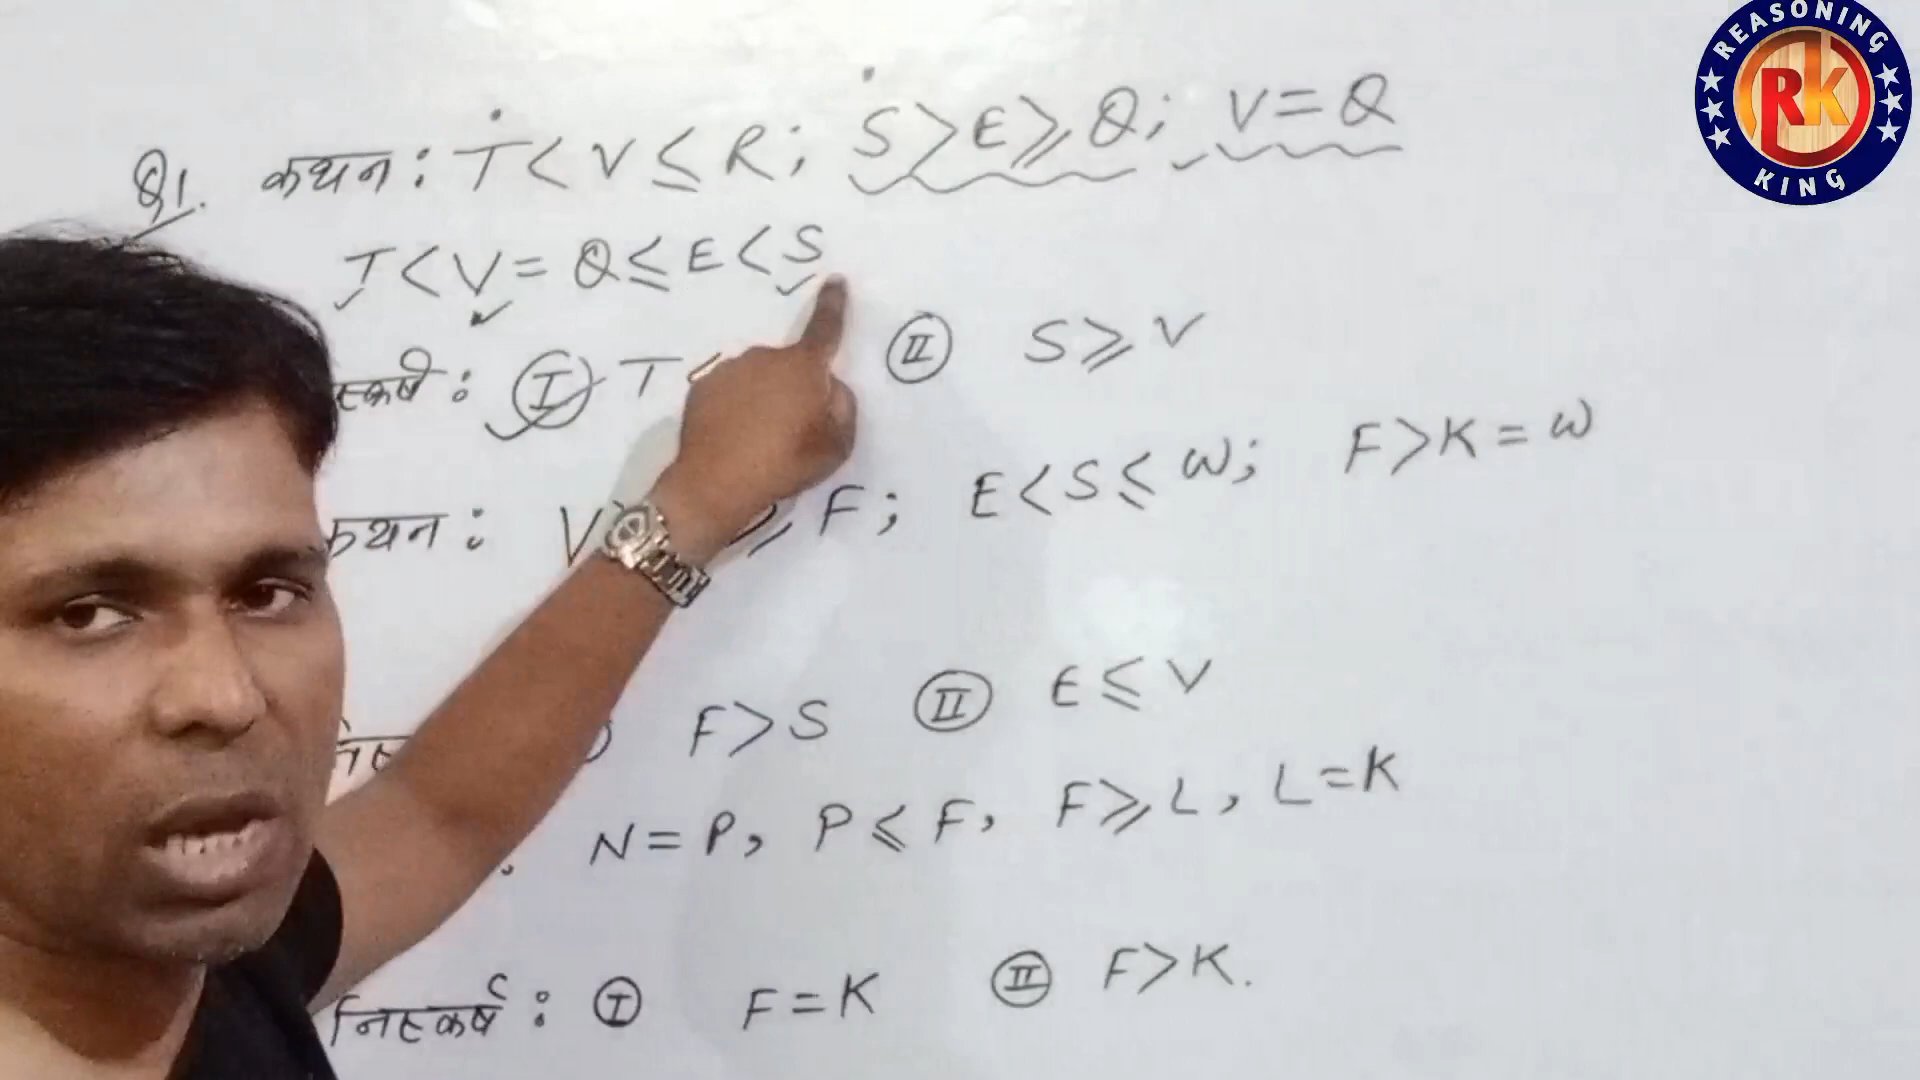 REASONING
RK
KING
Q1. कथन: T < V ≤ R; S > E ≥ Q; V = Q
T < V = Q ≤ E < S
I T < II S ≥ V
कथन: V F; E < S ≤ W; F > K = W
F > S II E ≤ V
N = P, P ≤ F, F ≥ L, L = K
निष्कर्ष: I F = K II F > K.